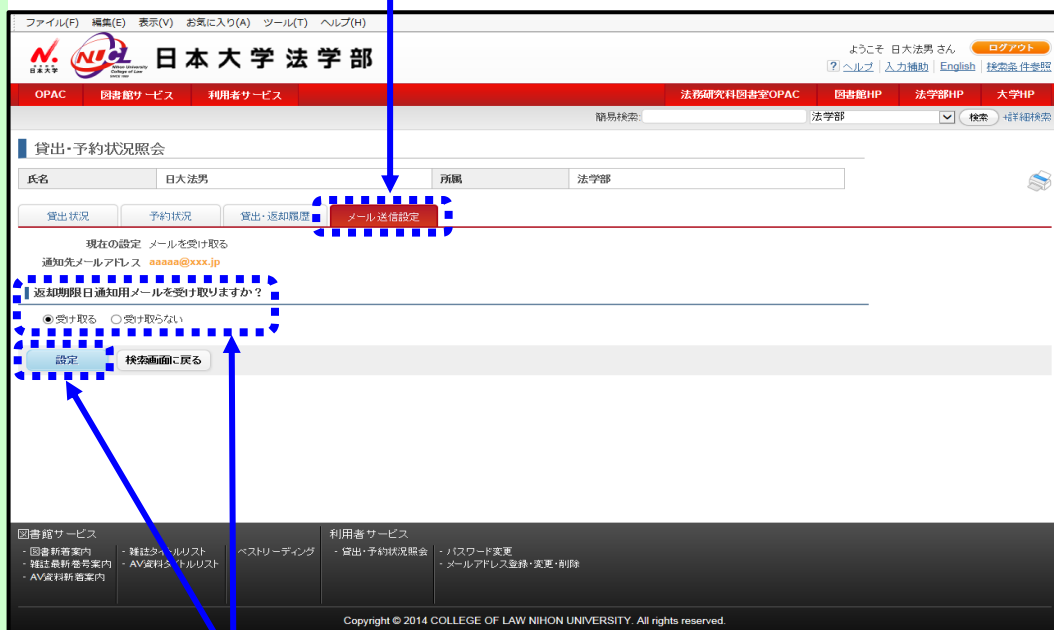 ファイル(F) 編集(E) 表示(V) お気に入り(A) ツール(T) ヘルプ(H)
N. 日本大学 NUCL Nihon University College of Law 日本大学法学部
ようこそ 日大法男 さん ログアウト
? ヘルプ | 入力補助 | English | 検索条件参照
OPAC 図書館サービス 利用者サービス 法務研究科図書室OPAC 図書館HP 法学部HP 大学HP
簡易検索: 法学部 検索 +詳細検索
貸出・予約状況照会
氏名 日大法男 所属 法学部
貸出状況 予約状況 貸出・返却履歴 メール送信設定
現在の設定 メールを受け取る
通知先メールアドレス aaaaa@xxx.jp
返却期限日通知用メールを受け取りますか？
受け取る 受け取らない
設定 検索画面に戻る
図書館サービス 利用者サービス
- 図書新着案内 - 雑誌タイトルリスト ベストリーディング - 貸出・予約状況照会 - パスワード変更
- 雑誌最新巻号案内 - AV資料タイトルリスト - メールアドレス登録・変更・削除
- AV資料新着案内
Copyright © 2014 COLLEGE OF LAW NIHON UNIVERSITY. All rights reserved.